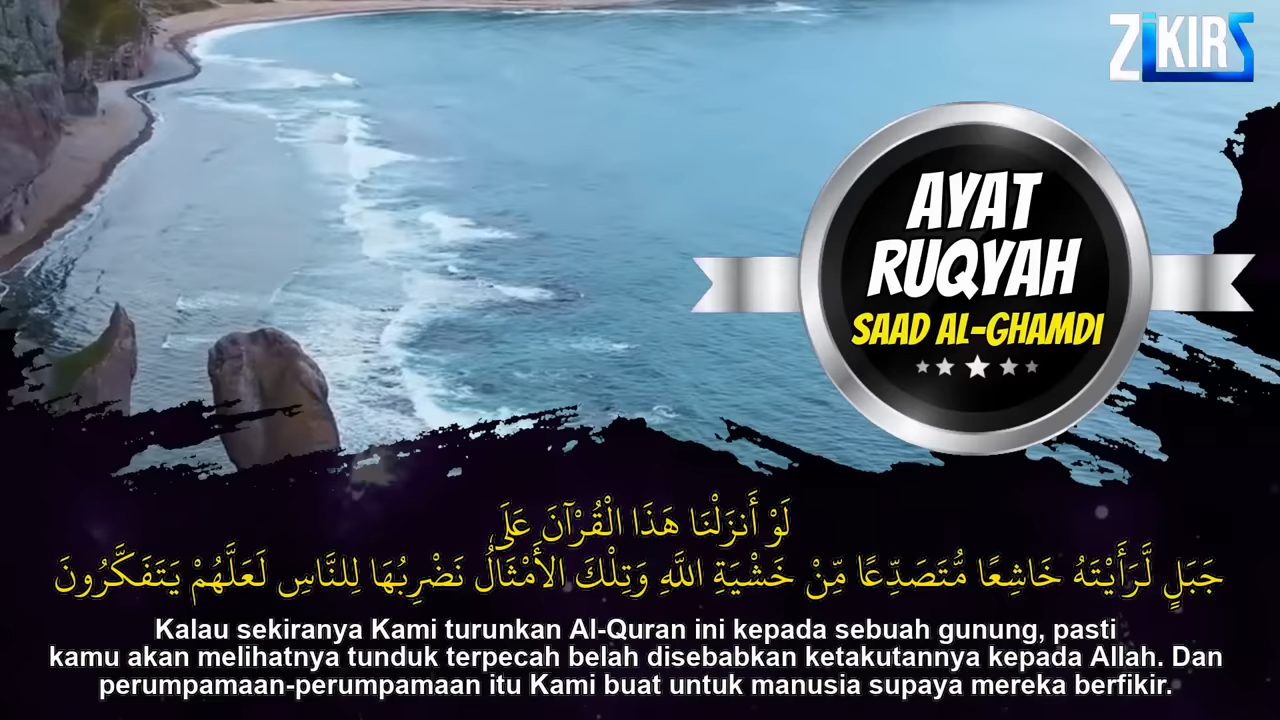 ZIKIRS
AYAT
RUQYAH
SAAD AL-GHAMDI
لَوْ أَنزَلْنَا هَذَا الْقُرْآنَ عَلَى
جَبَلٍ لَّرَأَيْتَهُ خَاشِعًا مُّتَصَدِّعًا مِّنْ خَشْيَةِ اللَّهِ وَتِلْكَ الأَمْثَالُ نَضْرِبُهَا لِلنَّاسِ لَعَلَّهُمْ يَتَفَكَّرُونَ
Kalau sekiranya Kami turunkan Al-Quran ini kepada sebuah gunung, pasti
kamu akan melihatnya tunduk terpecah belah disebabkan ketakutannya kepada Allah. Dan
perumpamaan-perumpamaan itu Kami buat untuk manusia supaya mereka berfikir.